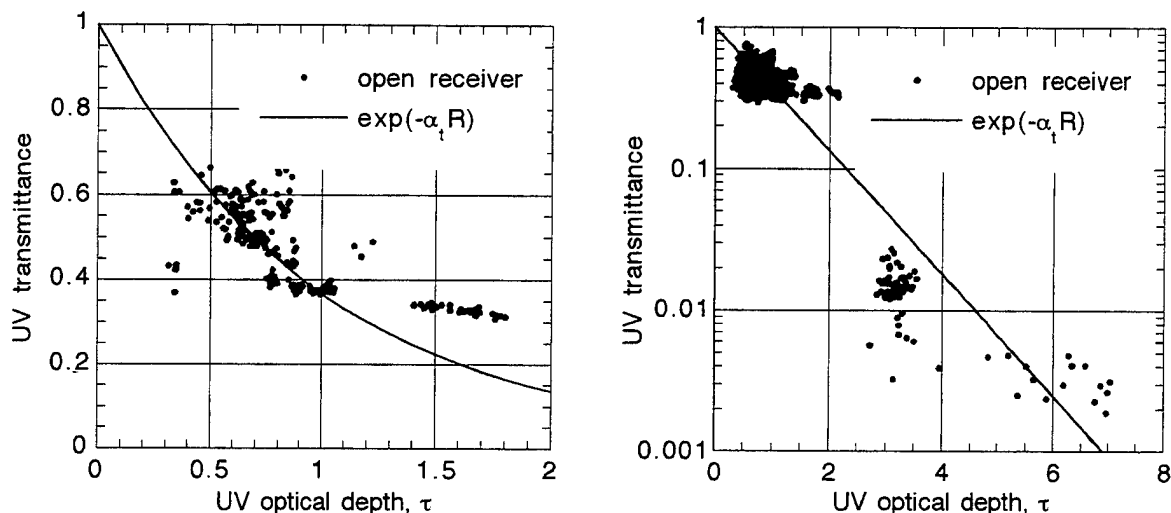 1
0.8
0.6
0.4
0.2
0
UV transmittance
open receiver
exp(-αₜR)
0 0.5 1 1.5 2
UV optical depth, τ
1
0.1
0.01
0.001
UV transmittance
open receiver
exp(-αₜR)
0 2 4 6 8
UV optical depth, τ